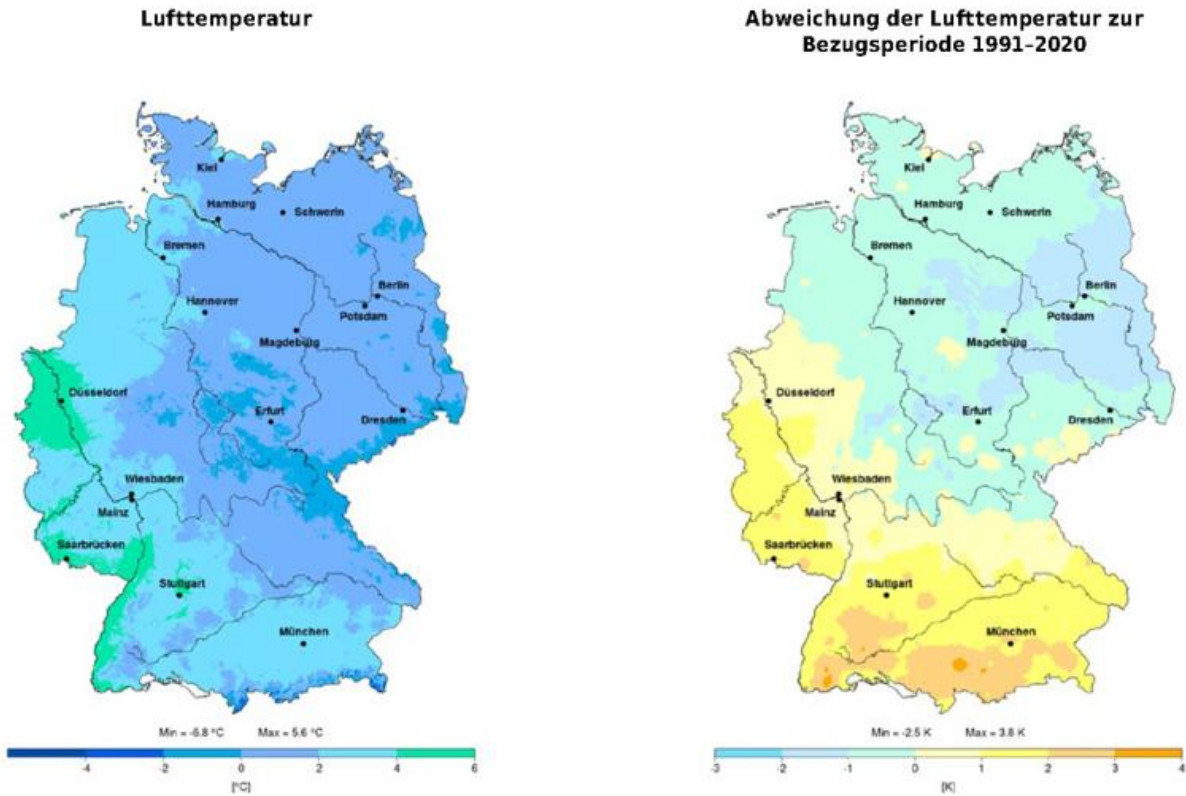 Lufttemperatur
Kiel
Hamburg
Schwerin
Bremen
Berlin
Hannover
Potsdam
Magdeburg
Düsseldorf
Erfurt
Dresden
Wiesbaden
Mainz
Saarbrücken
Stuttgart
München
Min = -6.8 °C Max = 5.6 °C
-4 -2 0 2 4 6
[°C]
Abweichung der Lufttemperatur zur
Bezugsperiode 1991–2020
Kiel
Hamburg
Schwerin
Bremen
Berlin
Hannover
Potsdam
Magdeburg
Düsseldorf
Erfurt
Dresden
Wiesbaden
Mainz
Saarbrücken
Stuttgart
München
Min = -2.5 K Max = 3.8 K
-3 -2 -1 0 1 2 3 4
[K]